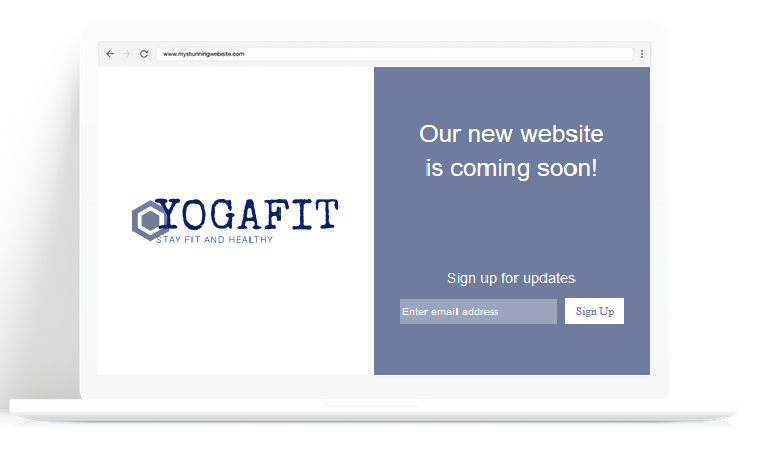 www.mystunningwebsite.com
YOGAFIT
STAY FIT AND HEALTHY
Our new website
is coming soon!
Sign up for updates
Enter email address
Sign Up